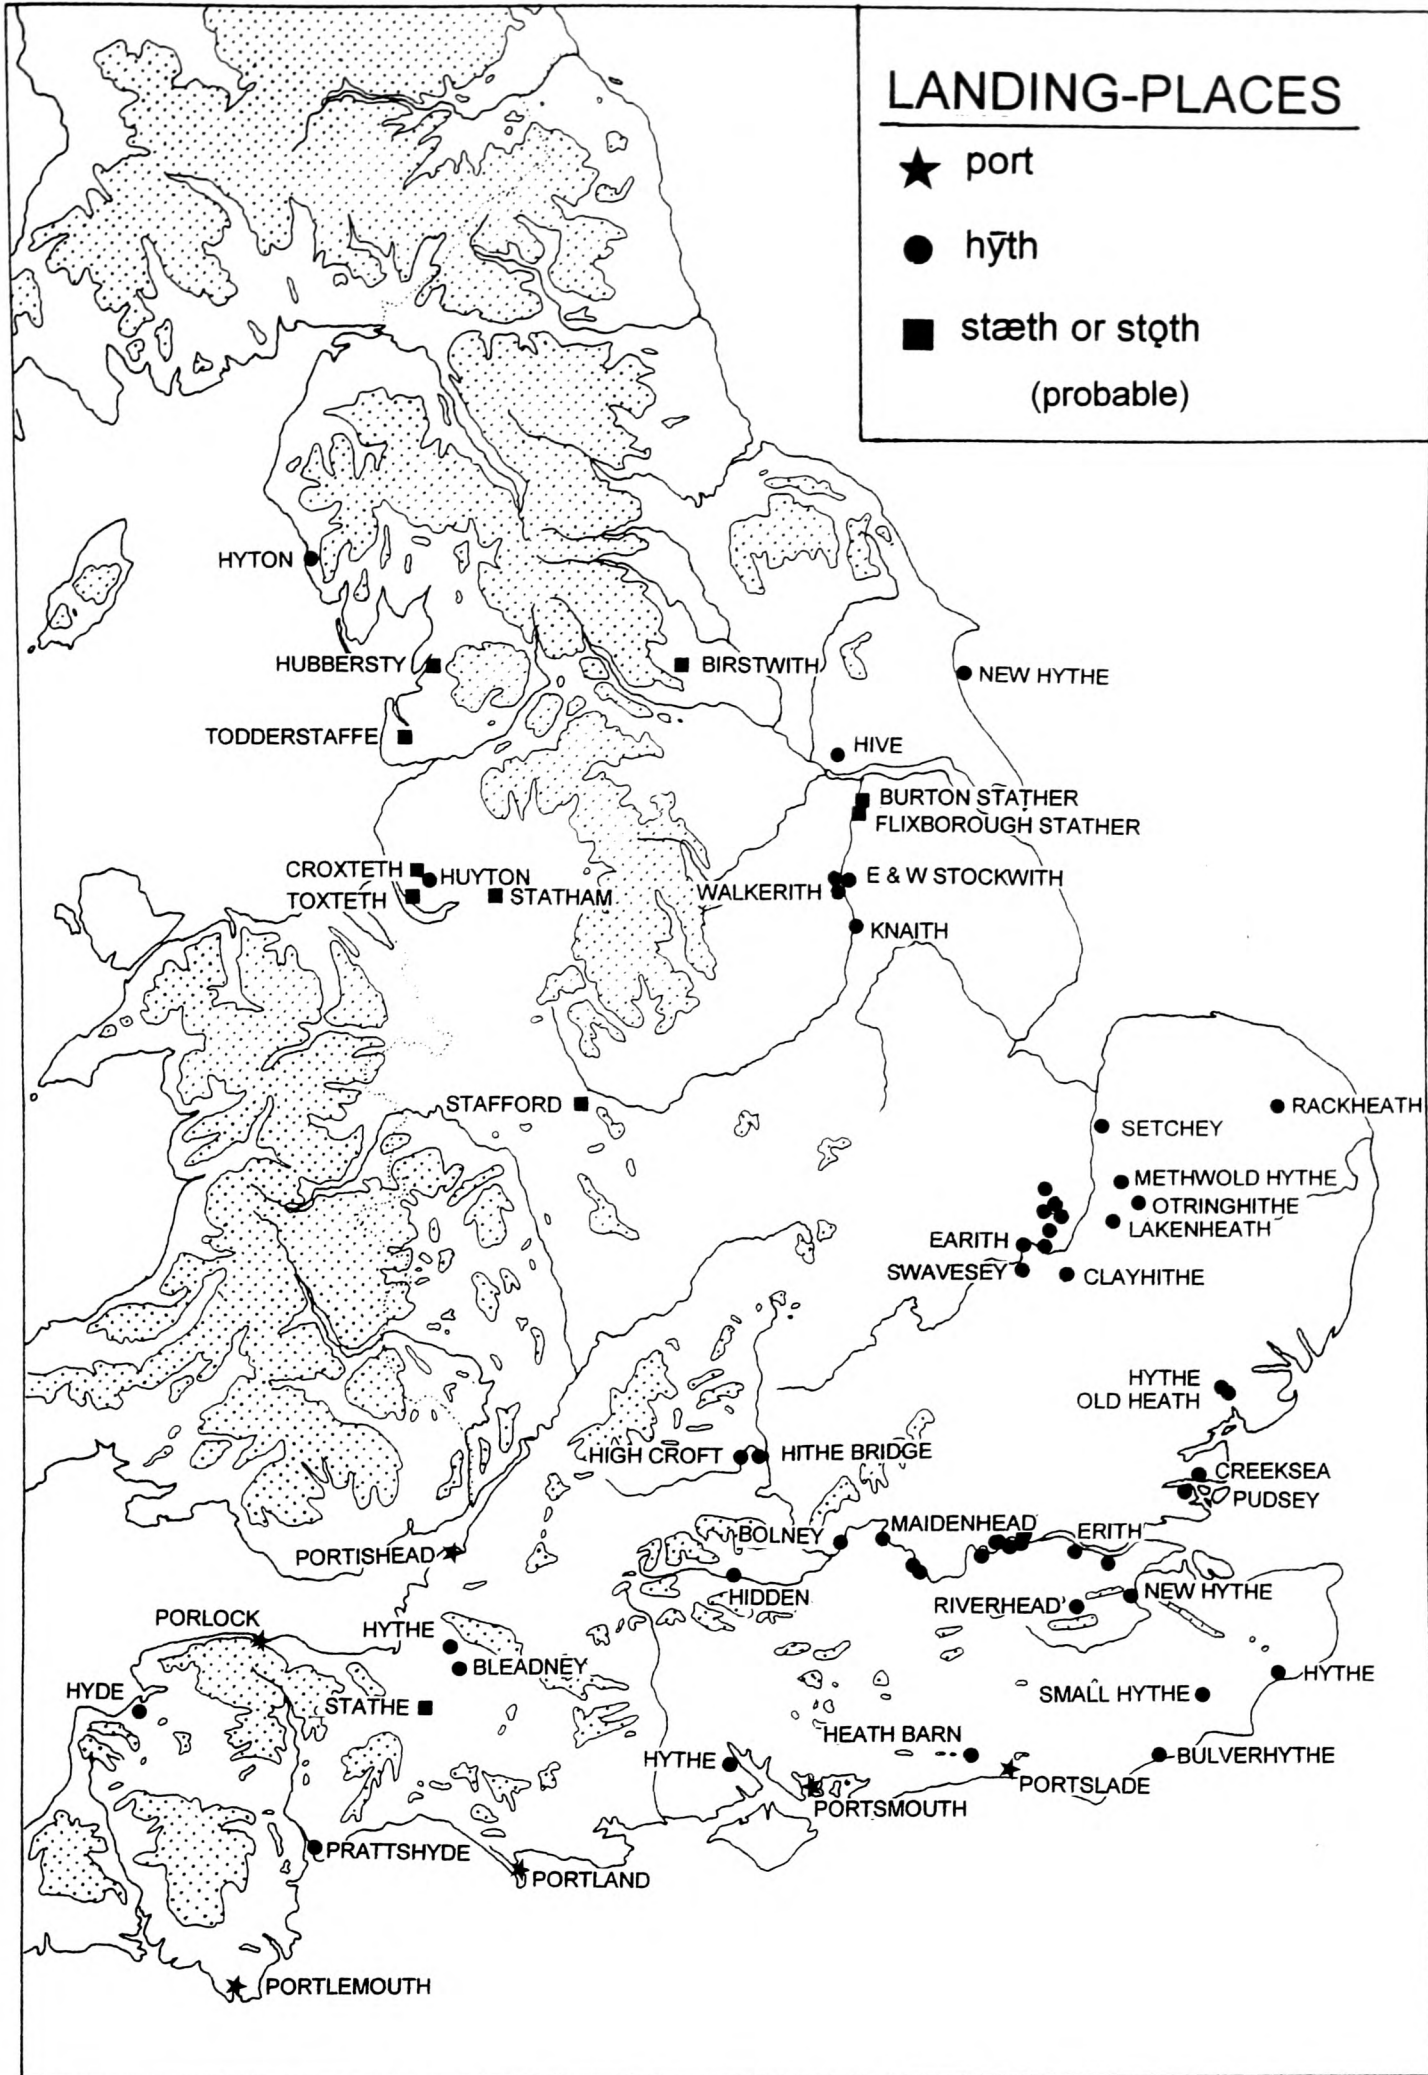 LANDING-PLACES
port
hȳth
stæth or stǫth
(probable)
HYTON
HUBBERSTY
BIRSTWITH
NEW HYTHE
TODDERSTAFFE
HIVE
BURTON STATHER
FLIXBOROUGH STATHER
CROXTETH
HUYTON
E & W STOCKWITH
TOXTETH
STATHAM
WALKERITH
KNAITH
STAFFORD
RACKHEATH
SETCHEY
METHWOLD HYTHE
OTRINGHITHE
LAKENHEATH
EARITH
SWAVESEY
CLAYHITHE
HYTHE
OLD HEATH
HIGH CROFT
HITHE BRIDGE
CREEKSEA
PUDSEY
MAIDENHEAD
ERITH
BOLNEY
PORTISHEAD
HIDDEN
NEW HYTHE
RIVERHEAD
PORLOCK
HYTHE
BLEADNEY
HYTHE
HYDE
SMALL HYTHE
STATHE
HEATH BARN
BULVERHYTHE
HYTHE
PORTSLADE
PORTSMOUTH
PRATTSHYDE
PORTLAND
PORTLEMOUTH